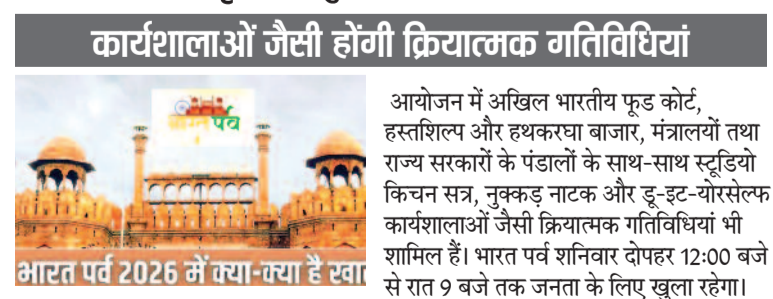 कार्यशालाओं जैसी होंगी क्रियात्मक गतिविधियां
भारत पर्व
भारत पर्व 2026 में क्या-क्या है
आयोजन में अखिल भारतीय फूड कोर्ट,
हस्तशिल्प और हथकरघा बाजार, मंत्रालयों तथा
राज्य सरकारों के पंडालों के साथ-साथ स्टूडियो
किचन सत्र, नुक्कड़ नाटक और डू-इट-योरसेल्फ
कार्यशालाओं जैसी क्रियात्मक गतिविधियां भी
शामिल हैं। भारत पर्व शनिवार दोपहर 12:00 बजे
से रात 9 बजे तक जनता के लिए खुला रहेगा।